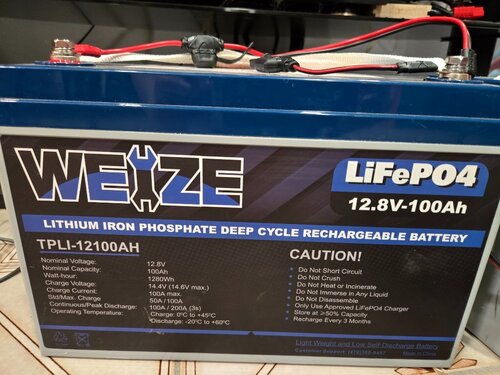 WEIZE
LiFePO4
12.8V-100Ah
LITHIUM IRON PHOSPHATE DEEP CYCLE RECHARGEABLE BATTERY
TPLI-12100AH
Nominal Voltage: 12.8V
Nominal Capacity: 100Ah
Watt-hour: 1280Wh
Charge Voltage: 14.4V (14.6V max.)
Charge Current: 100A max.
Std/Max. Charge: 50A / 100A
Continuous/Peak Discharge: 100A / 200A (3s)
Operating Temperature: Charge: 0°C to +45°C
Discharge: -20°C to +60°C
CAUTION!
• Do Not Short Circuit
• Do Not Crush
• Do Not Heat or Incinerate
• Do Not Immerse in Any Liquid
• Do Not Disassemble
• Only Use Approved LiFePO4 Charger
• Store at ≥50% Capacity
• Recharge Every 3 Months
Light Weight and Low Self-Discharge Battery
Customer Support:
Made in China